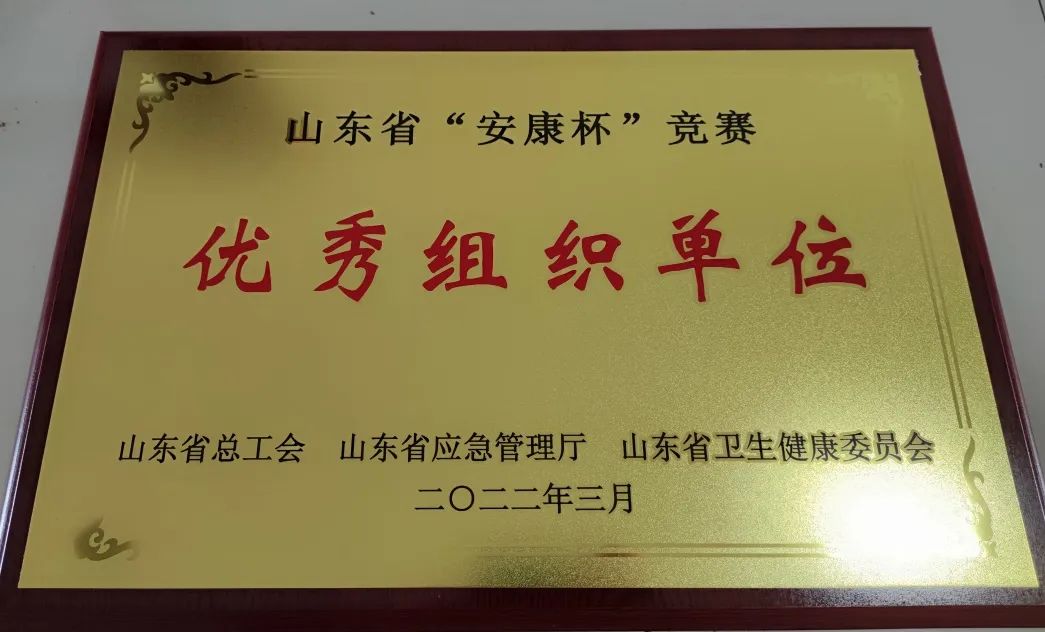 山东省“安康杯”竞赛
优秀组织单位
山东省总工会 山东省应急管理厅 山东省卫生健康委员会
二〇二二年三月